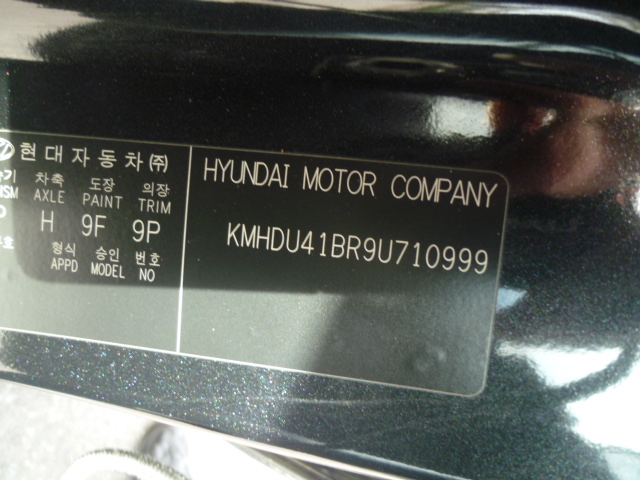 현대자동차(주)
차축 도장 의장
AXLE PAINT TRIM
H 9F 9P
형식 승인 번호
APPD MODEL NO
HYUNDAI MOTOR COMPANY
KMHDU41BR9U710999